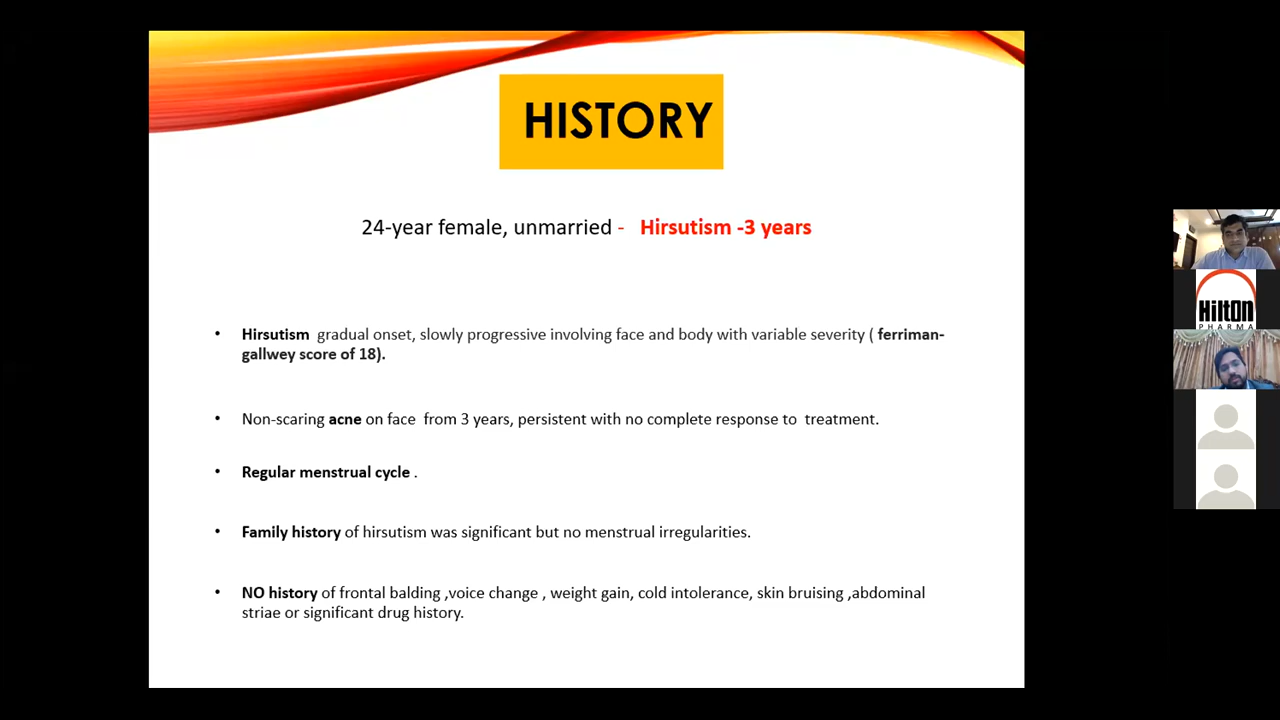 HISTORY
24-year female, unmarried - Hirsutism -3 years
• Hirsutism gradual onset, slowly progressive involving face and body with variable severity ( ferriman-
gallwey score of 18).
• Non-scaring acne on face from 3 years, persistent with no complete response to treatment.
• Regular menstrual cycle .
• Family history of hirsutism was significant but no menstrual irregularities.
• NO history of frontal balding ,voice change , weight gain, cold intolerance, skin bruising ,abdominal
striae or significant drug history.
HiltOn
PHARMA